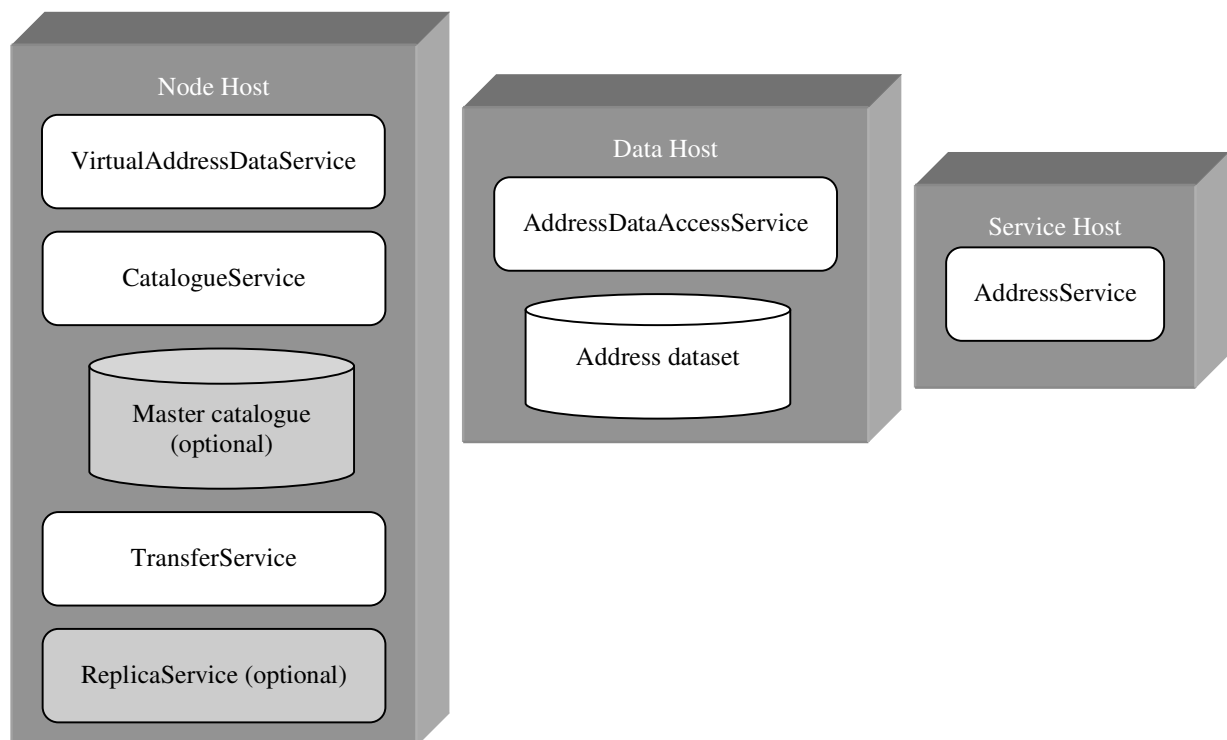 Node Host
VirtualAddressDataService
CatalogueService
Master catalogue
(optional)
TransferService
ReplicaService (optional)
Data Host
AddressDataAccessService
Address dataset
Service Host
AddressService